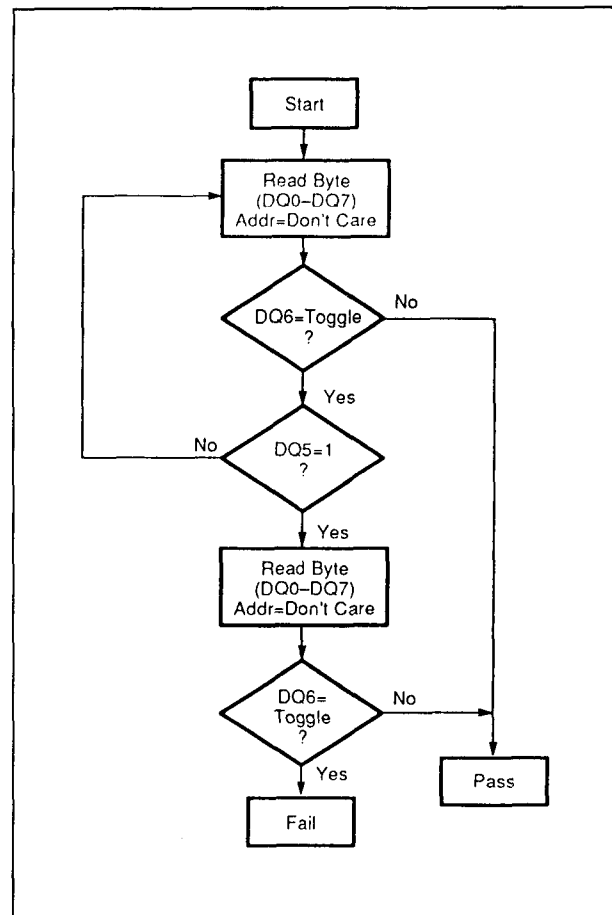 Start
Read Byte
(DQ0–DQ7)
Addr=Don't Care
DQ6=Toggle
?
No
Yes
DQ5=1
?
No
Yes
Read Byte
(DQ0–DQ7)
Addr=Don't Care
DQ6=
Toggle
?
No
Yes
Pass
Fail